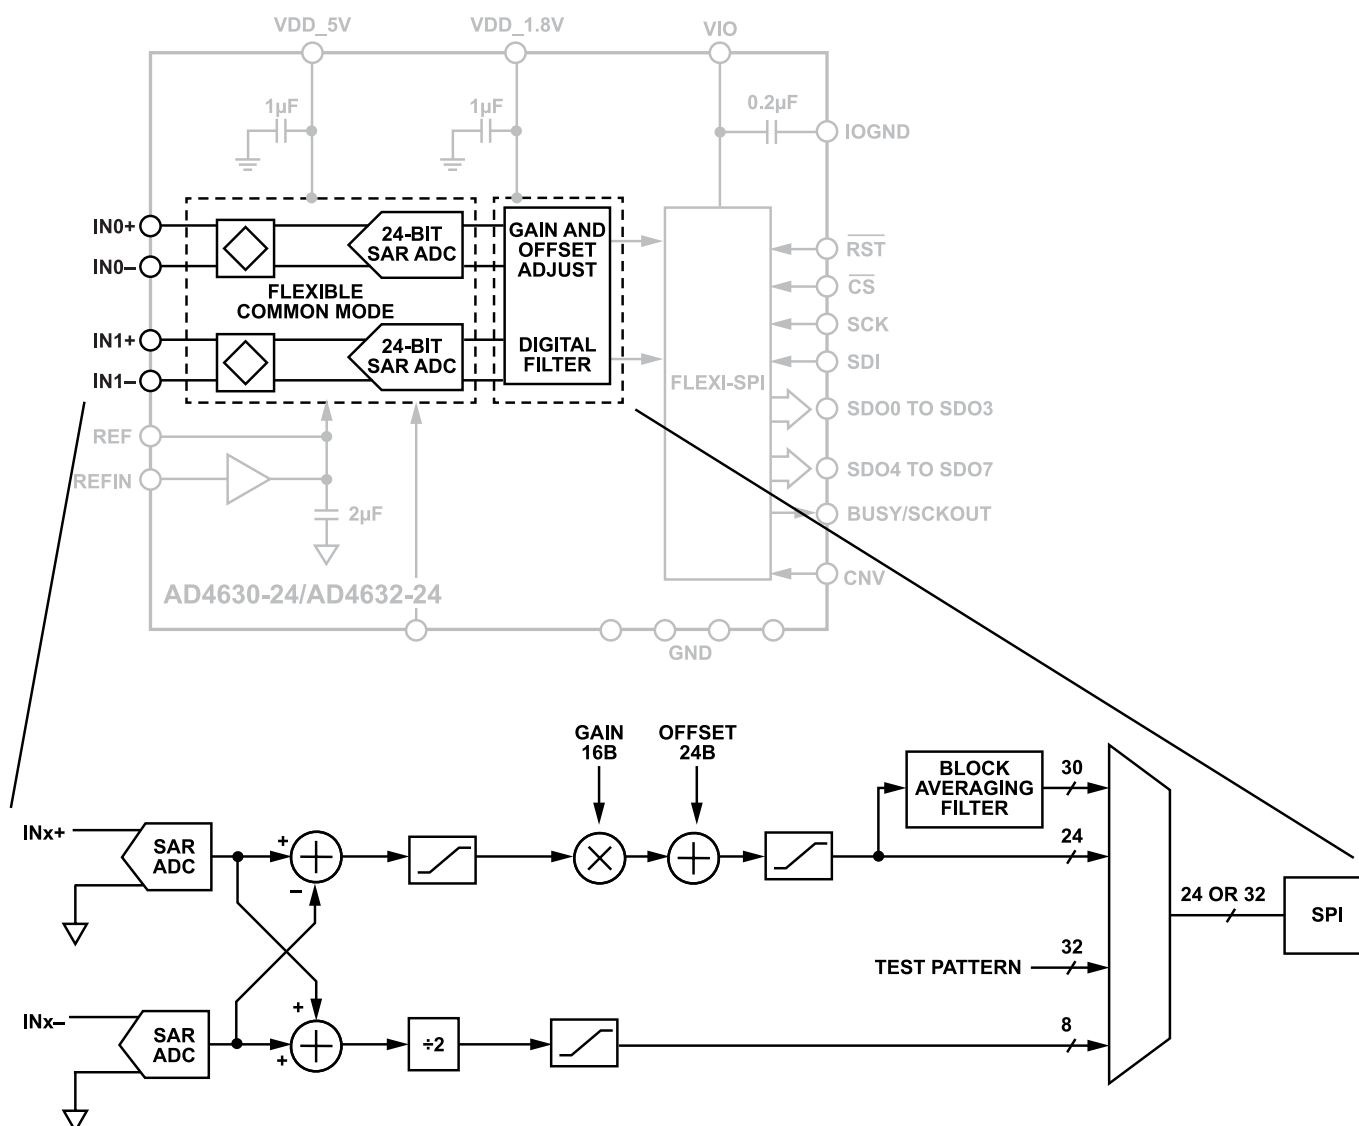 VDD_5V
VDD_1.8V
VIO
1µF
1µF
0.2µF
IOGND
IN0+
IN0–
IN1+
IN1–
24-BIT
SAR ADC
FLEXIBLE
COMMON MODE
24-BIT
SAR ADC
GAIN AND
OFFSET
ADJUST
DIGITAL
FILTER
FLEXI-SPI
RST
CS
SCK
SDI
SDO0 TO SDO3
SDO4 TO SDO7
BUSY/SCKOUT
CNV
REF
REFIN
2µF
AD4630-24/AD4632-24
GND
GAIN
16B
OFFSET
24B
BLOCK
AVERAGING
FILTER
30
INx+
SAR
ADC
+
–
24
24 OR 32
SPI
TEST PATTERN
32
INx–
SAR
ADC
+
+
÷2
8